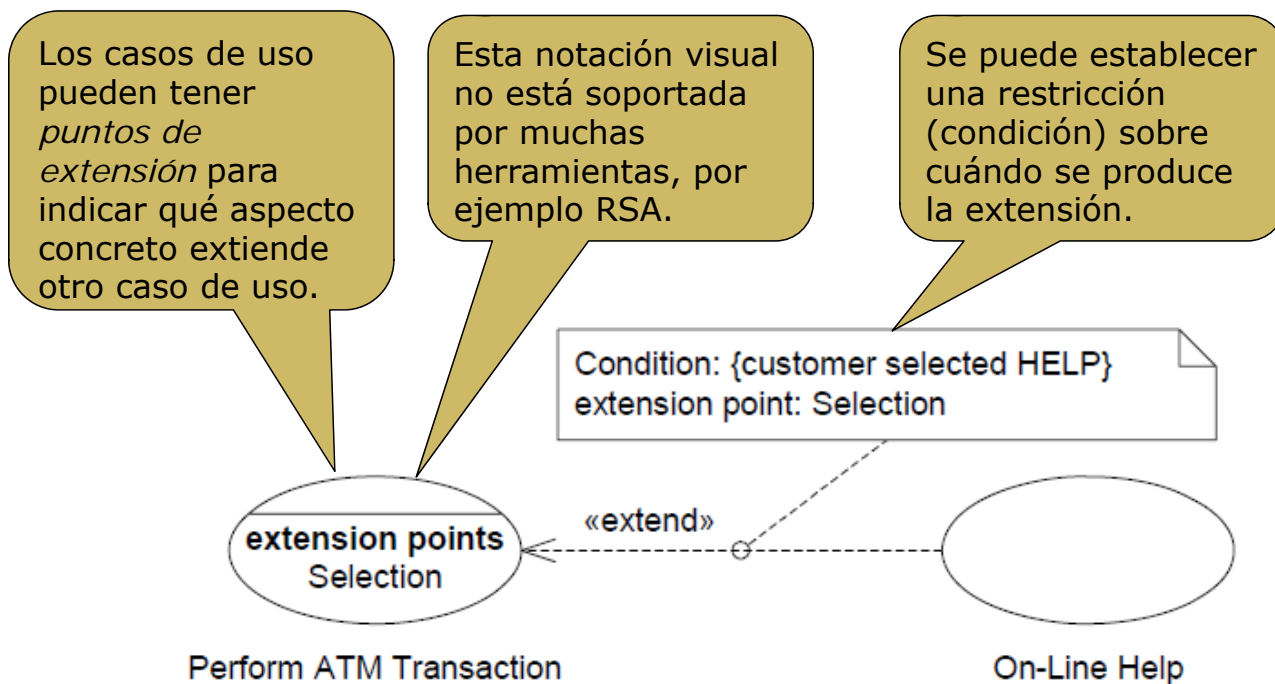 Los casos de uso
pueden tener
puntos de
extensión para
indicar qué aspecto
concreto extiende
otro caso de uso.
Esta notación visual
no está soportada
por muchas
herramientas, por
ejemplo RSA.
Se puede establecer
una restricción
(condición) sobre
cuándo se produce
la extensión.
Condition: {customer selected HELP}
extension point: Selection
«extend»
extension points
Selection
Perform ATM Transaction
On-Line Help